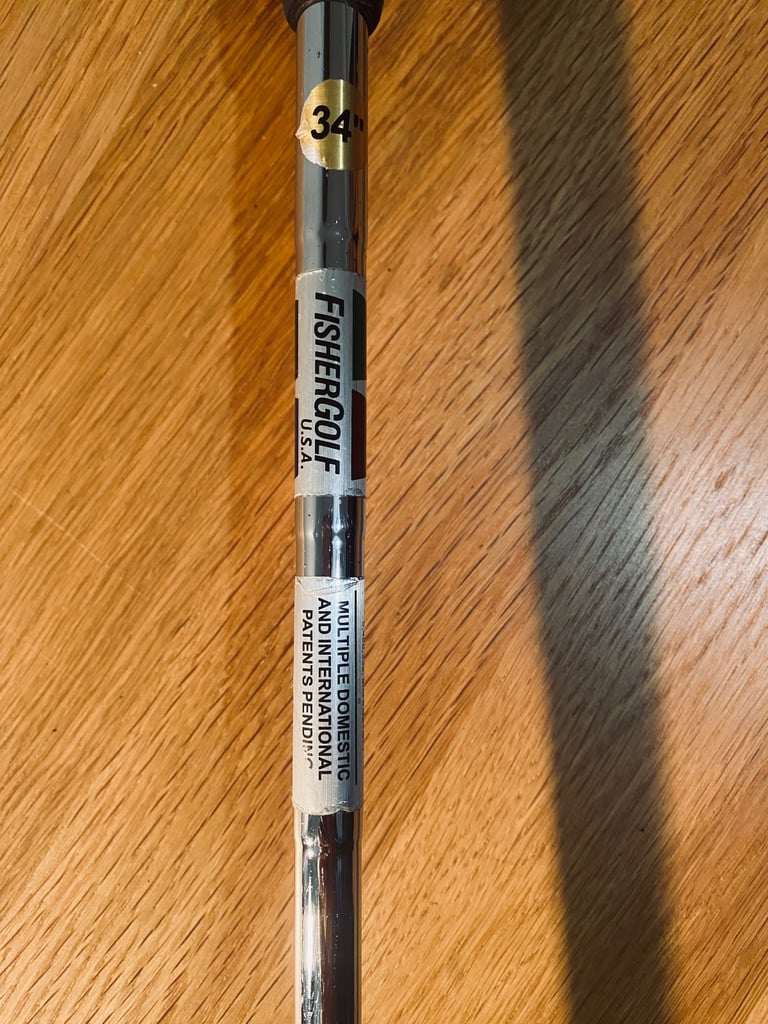 34"
FISHERGOLF
U.S.A.
MULTIPLE DOMESTIC
AND INTERNATIONAL
PATENTS PENDING